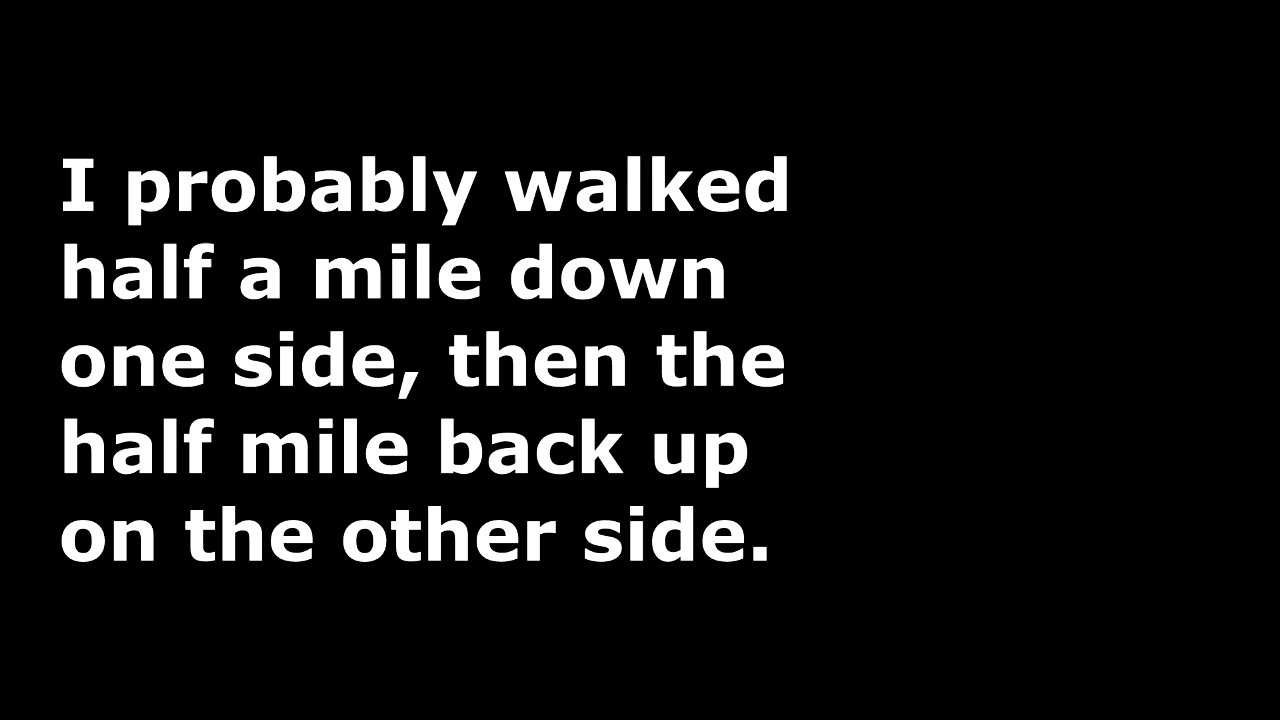 I probably walked
half a mile down
one side, then the
half mile back up
on the other side.